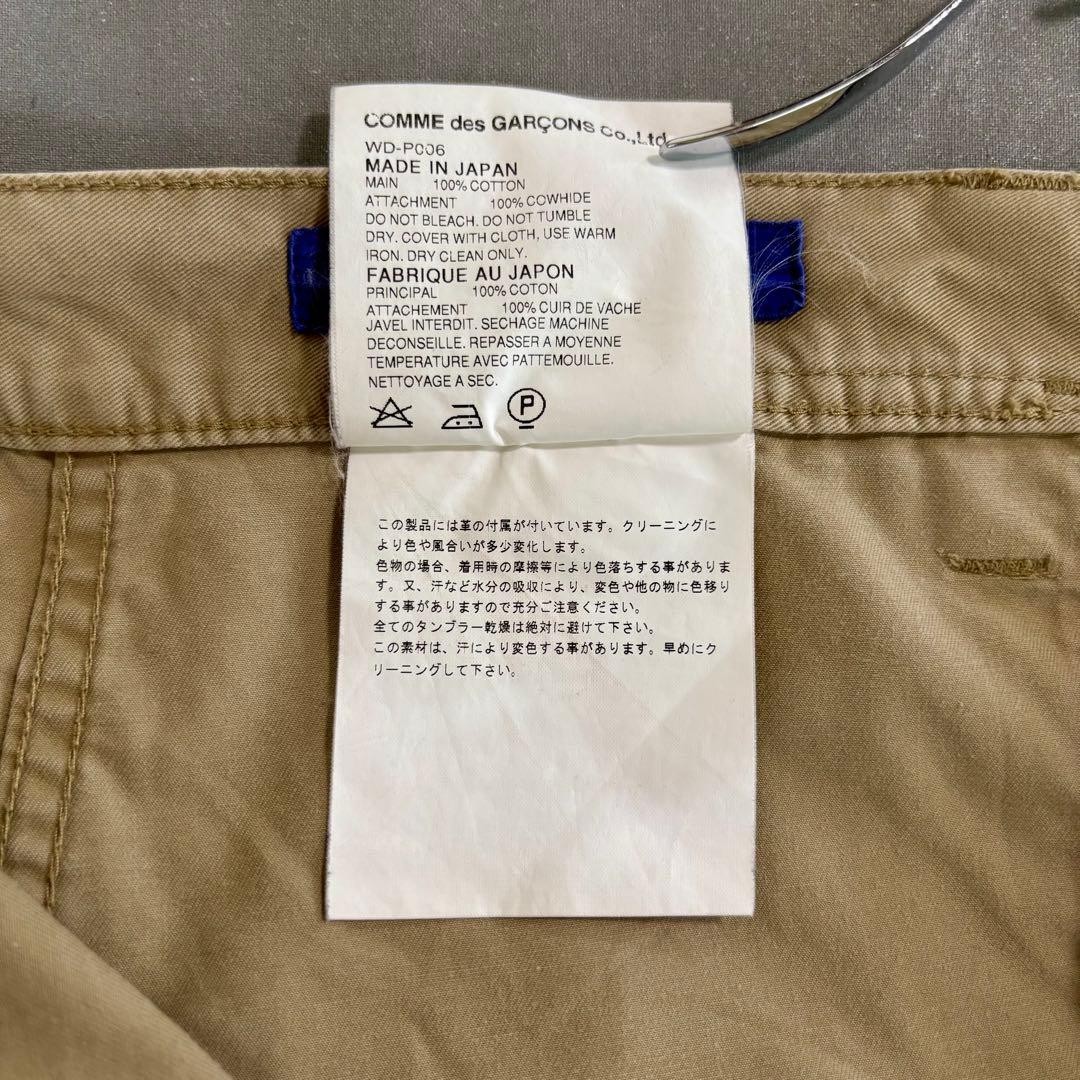 COMME des GARÇONS Co.,Ltd
WD-P006
MADE IN JAPAN
MAIN 100% COTTON
ATTACHMENT 100% COWHIDE
DO NOT BLEACH. DO NOT TUMBLE
DRY. COVER WITH CLOTH, USE WARM
IRON. DRY CLEAN ONLY.
FABRIQUE AU JAPON
PRINCIPAL 100% COTON
ATTACHEMENT 100% CUIR DE VACHE
JAVEL INTERDIT. SECHAGE MACHINE
DECONSEILLE. REPASSER A MOYENNE
TEMPERATURE AVEC PATTEMOUILLE.
NETTOYAGE A SEC.
P
この製品には革の付属が付いています。クリーニングに
より色や風合いが多少変化します。
色物の場合、着用時の摩擦等により色落ちする事がありま
す。又、汗など水分の吸収により、変色や他の物に色移り
する事がありますので充分ご注意ください。
全てのタンブラー乾燥は絶対に避けて下さい。
この素材は、汗により変色する事があります。早めにク
リーニングして下さい。